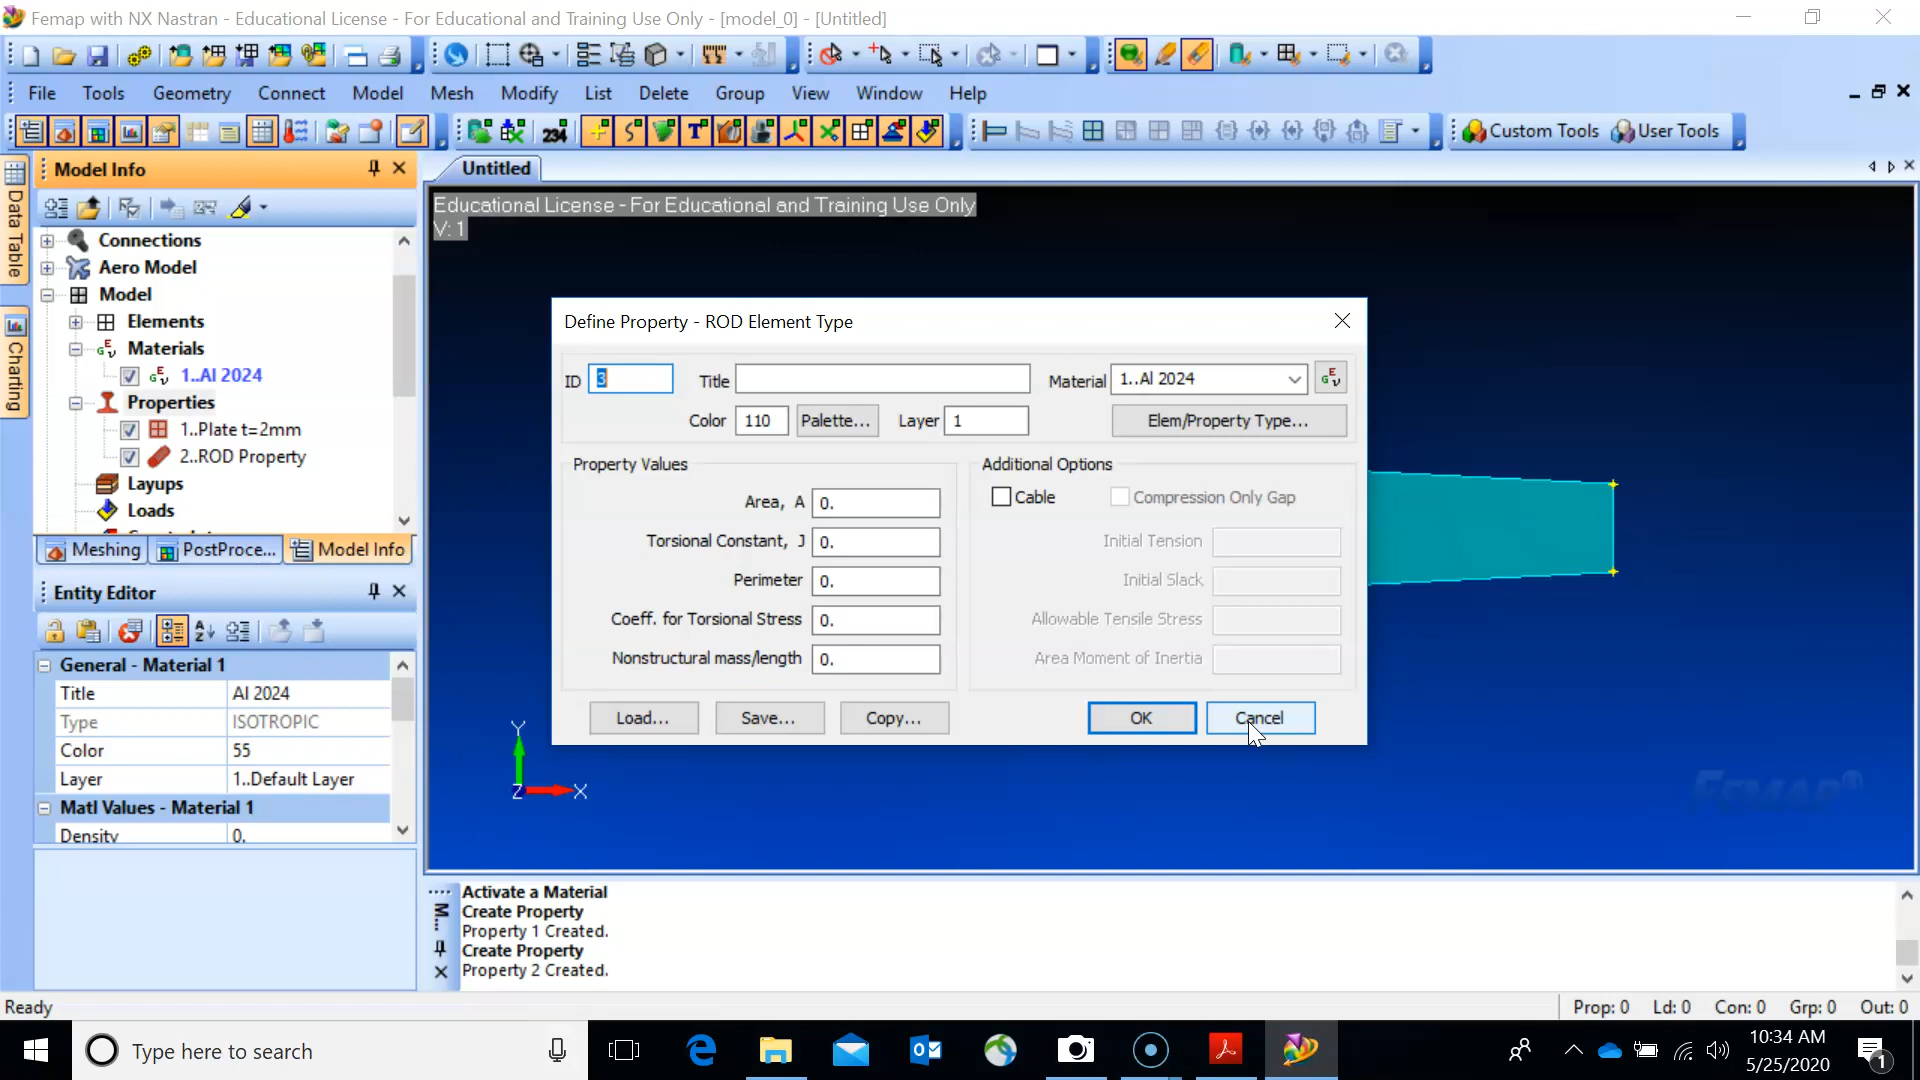 Femap with NX Nastran - Educational License - For Educational and Training Use Only - [model_0] - [Untitled]
File Tools Geometry Connect Model Mesh Modify List Delete Group View Window Help
234
T
Custom Tools User Tools
Data Table
Charting
Model Info
Connections
Aero Model
Model
Elements
Materials
1..Al 2024
Properties
1..Plate t=2mm
2..ROD Property
Layups
Loads
Meshing PostProce... Model Info
Entity Editor
General - Material 1
Title Al 2024
Type ISOTROPIC
Color 55
Layer 1..Default Layer
Matl Values - Material 1
Density 0.
Untitled
Educational License - For Educational and Training Use Only
V: 1
Define Property - ROD Element Type
ID 3 Title Material 1..Al 2024
Color 110 Palette... Layer 1 Elem/Property Type...
Property Values
Area, A 0.
Torsional Constant, J 0.
Perimeter 0.
Coeff. for Torsional Stress 0.
Nonstructural mass/length 0.
Additional Options
Cable Compression Only Gap
Initial Tension
Initial Slack
Allowable Tensile Stress
Area Moment of Inertia
Load... Save... Copy... OK Cancel
Y
Z X
FEMAP
M...
Activate a Material
Create Property
Property 1 Created.
Create Property
Property 2 Created.
Ready Prop: 0 Ld: 0 Con: 0 Grp: 0 Out: 0
Type here to search
10:34 AM
5/25/2020
1